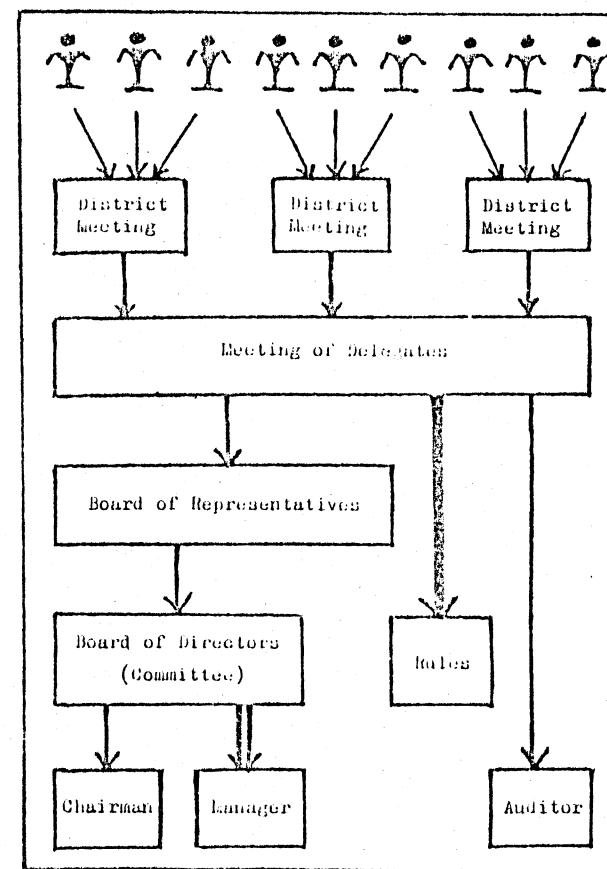 District
Meeting
District
Meeting
District
Meeting
Meeting of Delegates
Board of Representatives
Board of Directors
(Committee)
Rules
Chairman
Manager
Auditor